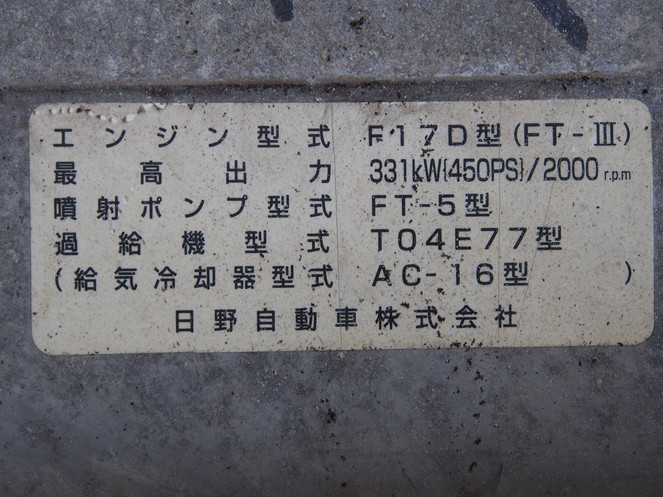 エンジン型式 F17D型(FT-Ⅲ)
最高出力 331kW{450PS}/2000r.p.m
噴射ポンプ型式 FT-5型
過給機型式 T04E77型
(給気冷却器型式 AC-16型 )
日野自動車株式会社